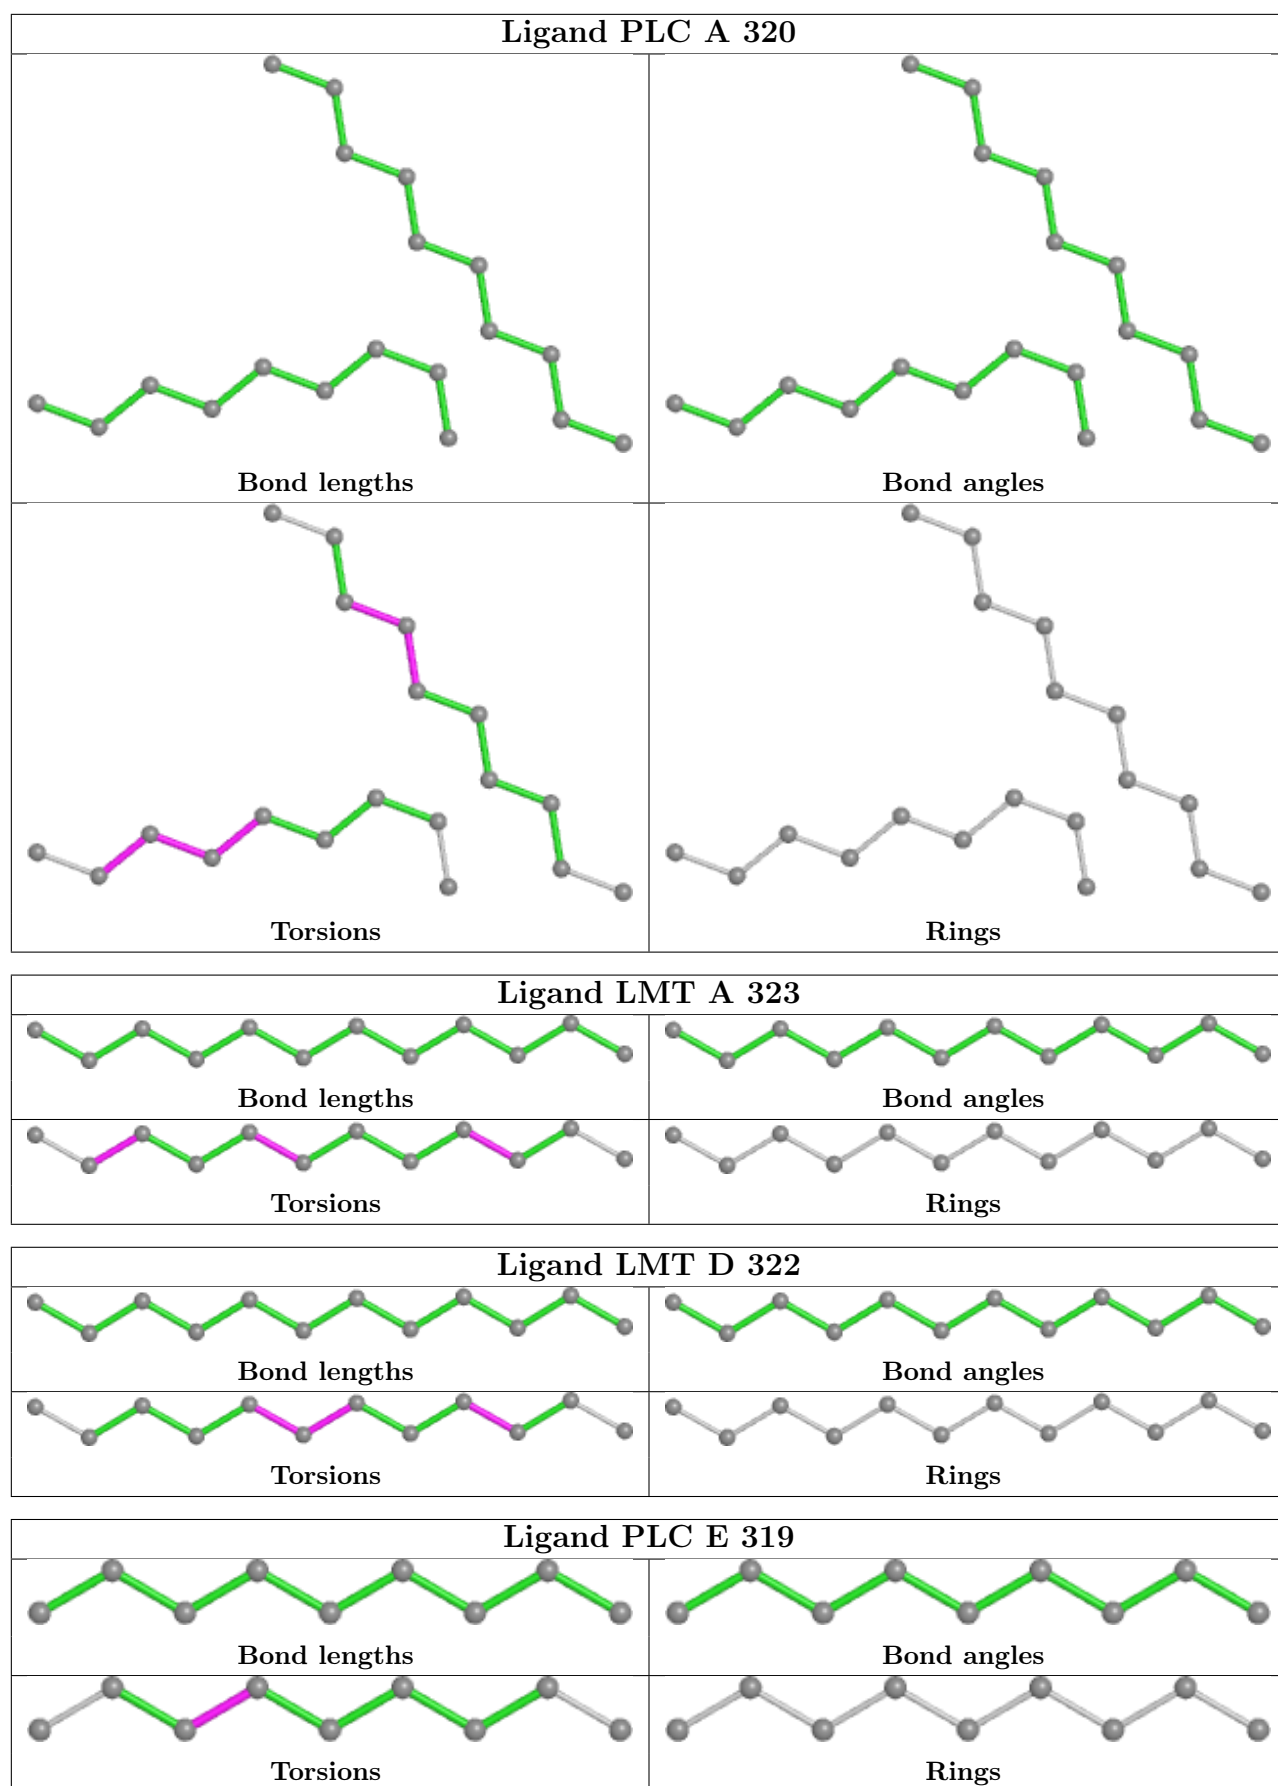 Ligand PLC A 320
Bond lengths
Bond angles
Torsions
Rings
Ligand LMT A 323
Bond lengths
Bond angles
Torsions
Rings
Ligand LMT D 322
Bond lengths
Bond angles
Torsions
Rings
Ligand PLC E 319
Bond lengths
Bond angles
Torsions
Rings